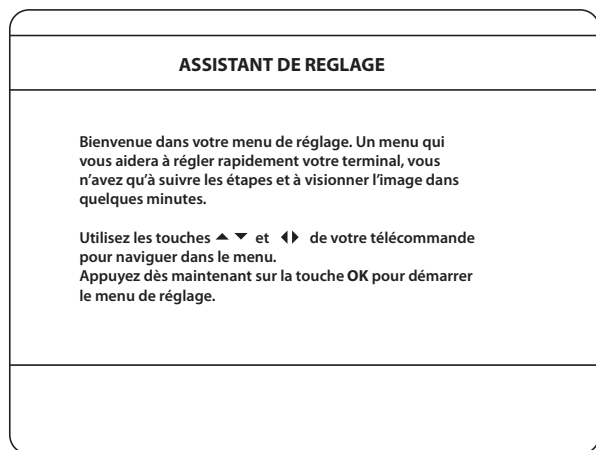 ASSISTANT DE REGLAGE
Bienvenue dans votre menu de réglage. Un menu qui
vous aidera à régler rapidement votre terminal, vous
n'avez qu'à suivre les étapes et à visionner l'image dans
quelques minutes.
Utilisez les touches ▲ ▼ et ◀▶ de votre télécommande
pour naviguer dans le menu.
Appuyez dès maintenant sur la touche OK pour démarrer
le menu de réglage.